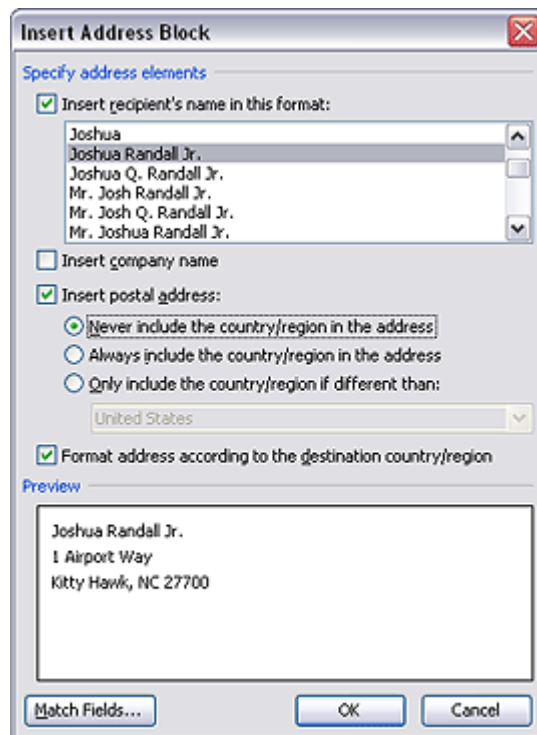 Insert Address Block
Specify address elements
Insert recipient's name in this format:
Joshua
Joshua Randall Jr.
Joshua Q. Randall Jr.
Mr. Josh Randall Jr.
Mr. Josh Q. Randall Jr.
Mr. Joshua Randall Jr.
Insert company name
Insert postal address:
Never include the country/region in the address
Always include the country/region in the address
Only include the country/region if different than:
United States
Format address according to the destination country/region
Preview
Joshua Randall Jr.
1 Airport Way
Kitty Hawk, NC 27700
Match Fields... OK Cancel